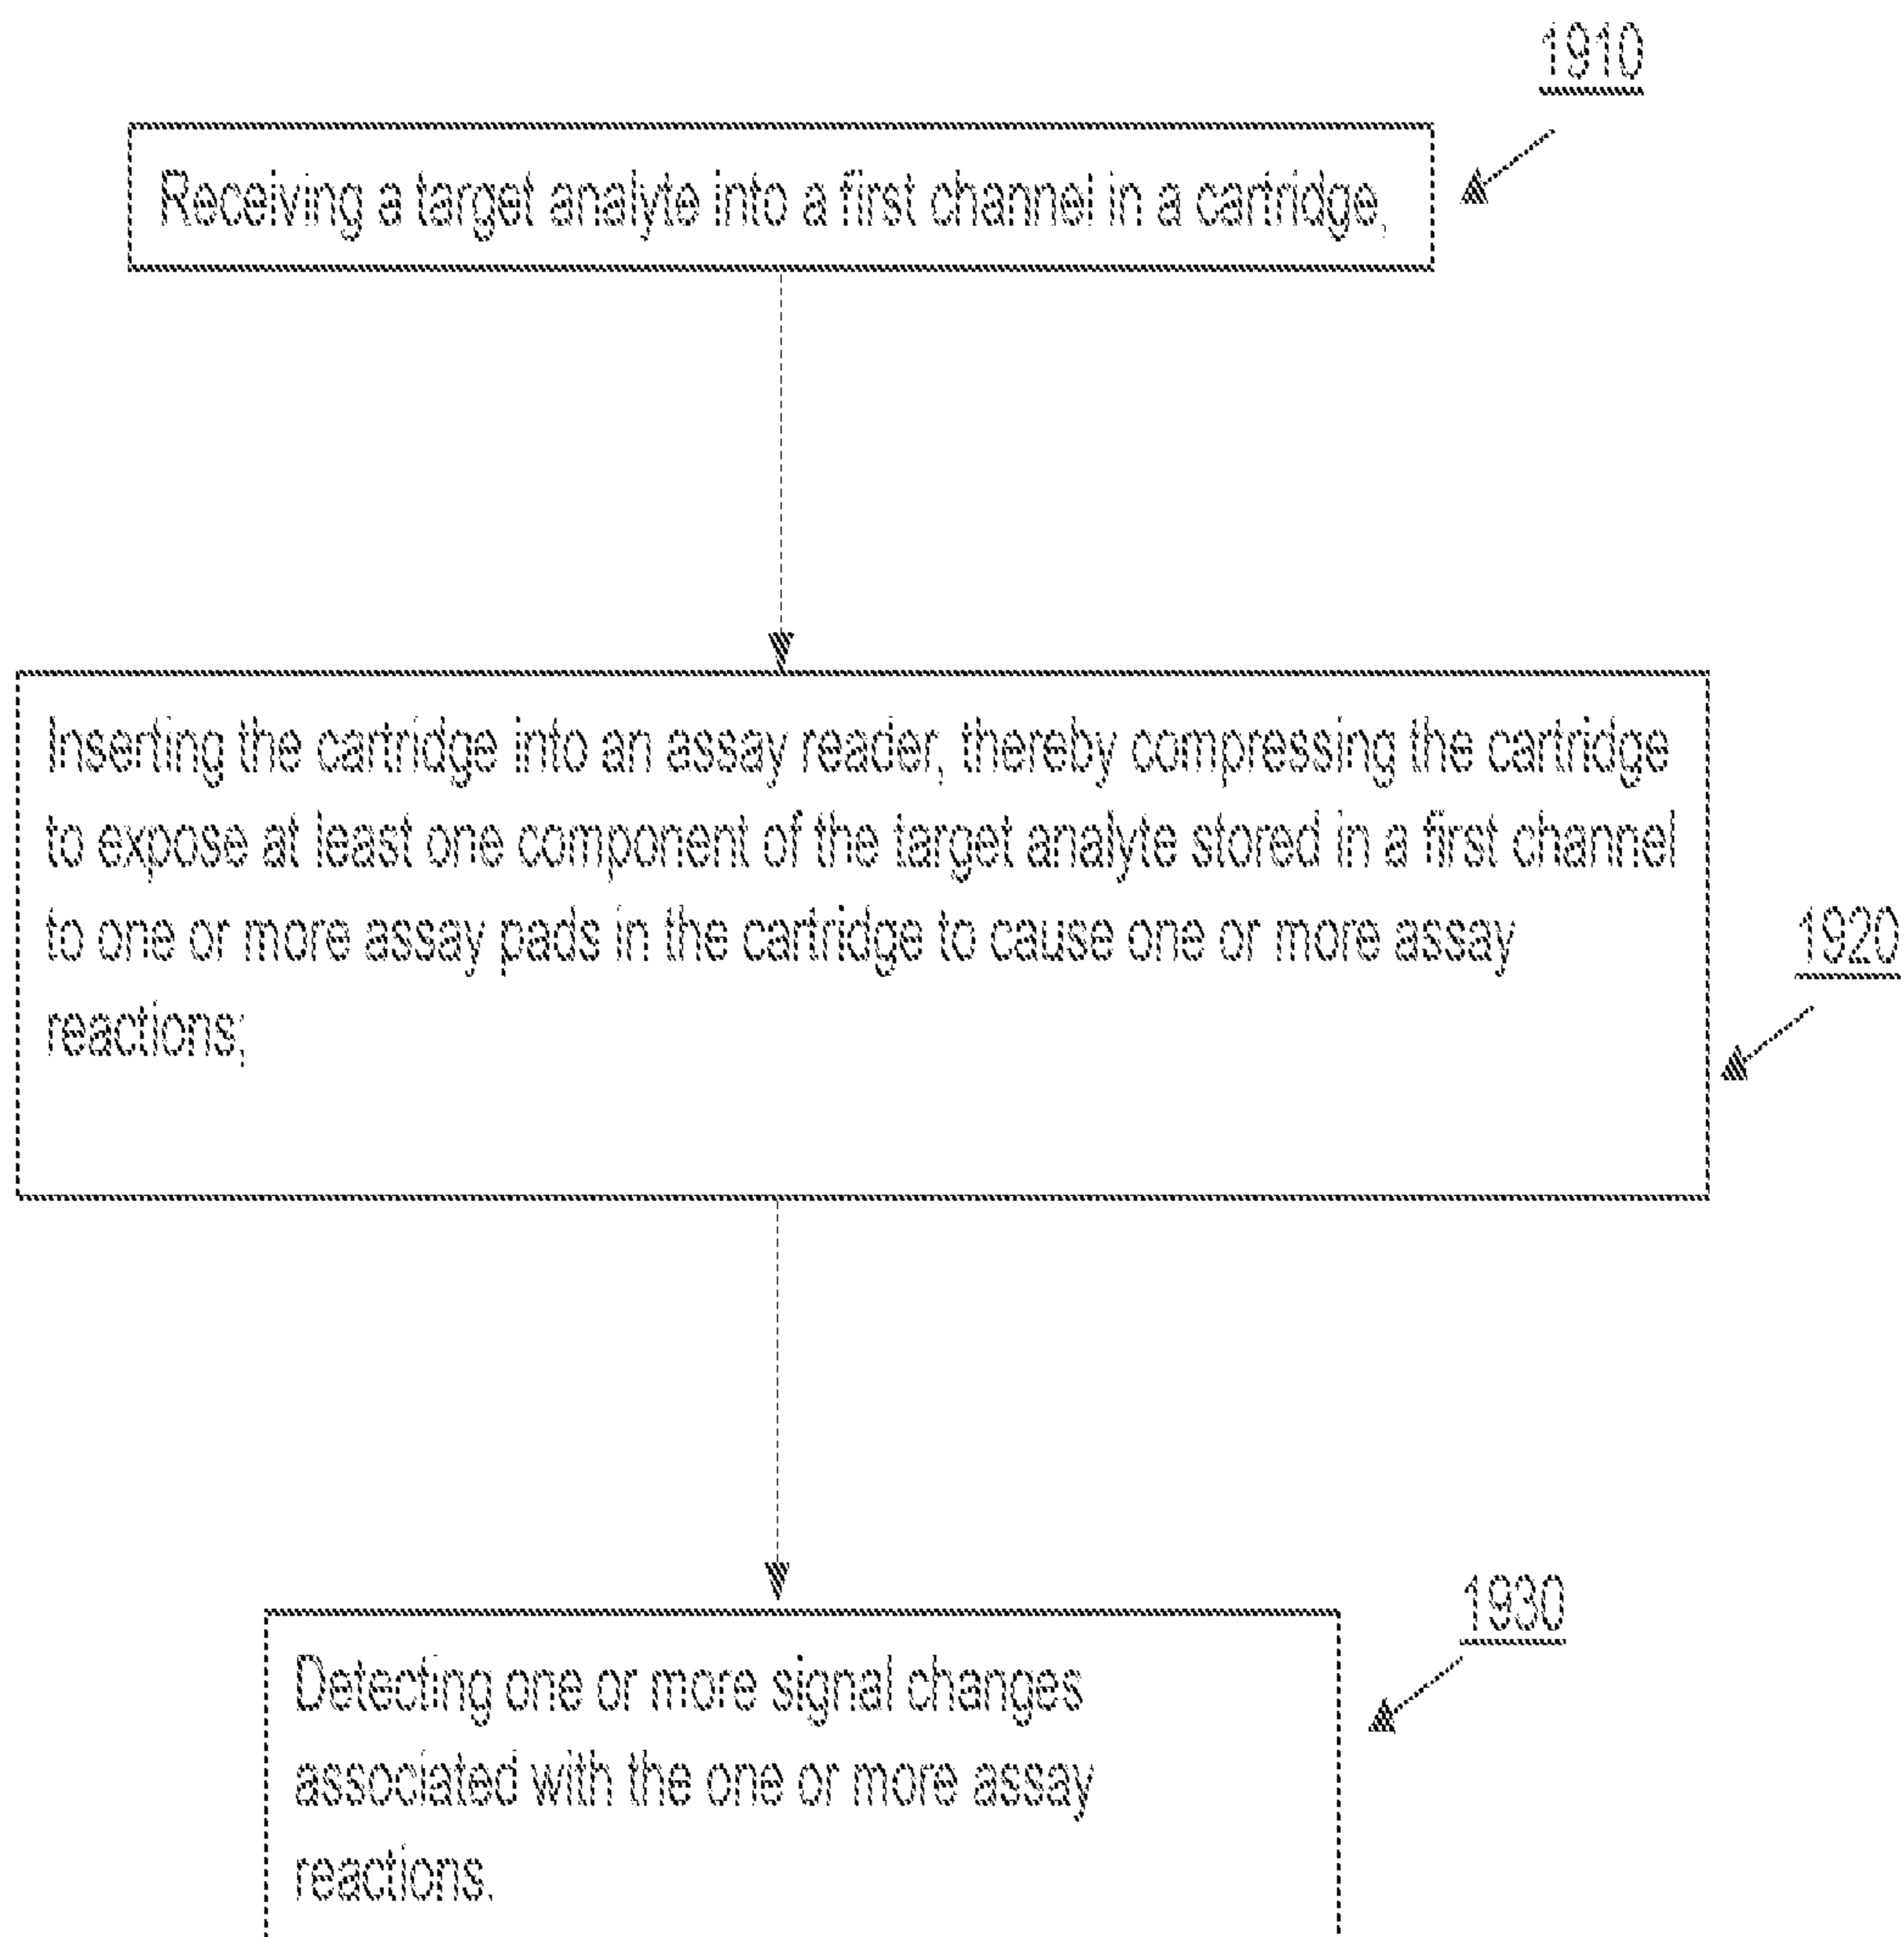 1910
Receiving a target analyte into a first channel in a cartridge,
Inserting the cartridge into an assay reader, thereby compressing the cartridge
to expose at least one component of the target analyte stored in a first channel
to one or more assay pads in the cartridge to cause one or more assay
1920
reactions;
1930
Detecting one or more signal changes
associated with the one or more assay
reactions.